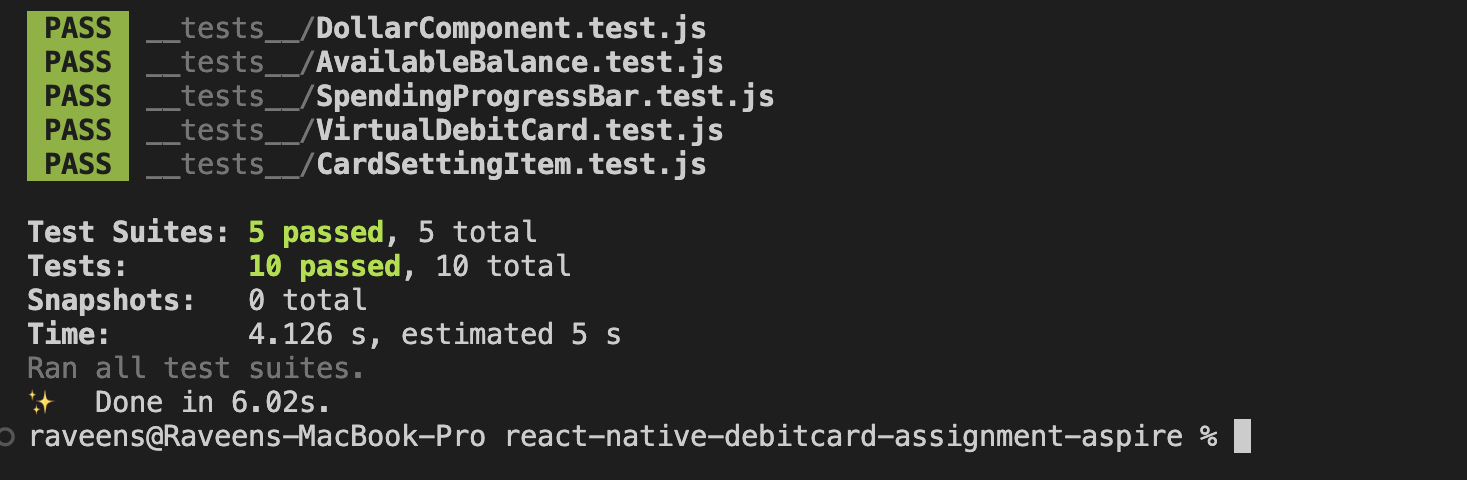 PASS __tests__/DollarComponent.test.js
PASS __tests__/AvailableBalance.test.js
PASS __tests__/SpendingProgressBar.test.js
PASS __tests__/VirtualDebitCard.test.js
PASS __tests__/CardSettingItem.test.js
Test Suites: 5 passed, 5 total
Tests: 10 passed, 10 total
Snapshots: 0 total
Time: 4.126 s, estimated 5 s
Ran all test suites.
✨ Done in 6.02s.
raveens@Raveens-MacBook-Pro react-native-debitcard-assignment-aspire %